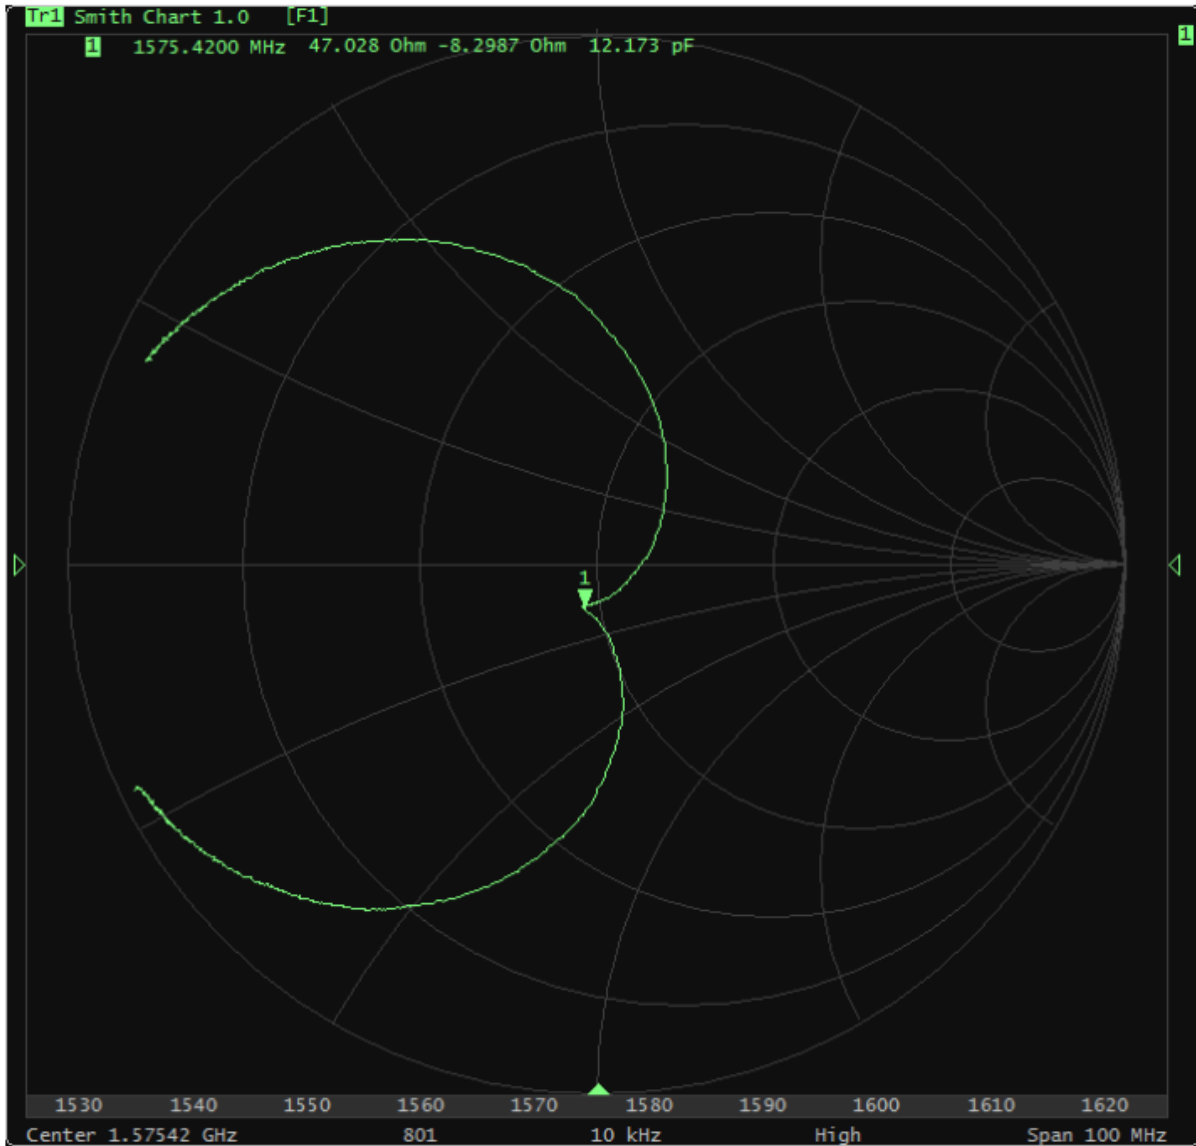 Tr1 Smith Chart 1.0 [F1]
1 1575.4200 MHz 47.028 Ohm -8.2987 Ohm 12.173 pF
1
1
1530 1540 1550 1560 1570 1580 1590 1600 1610 1620
Center 1.57542 GHz 801 10 kHz High Span 100 MHz